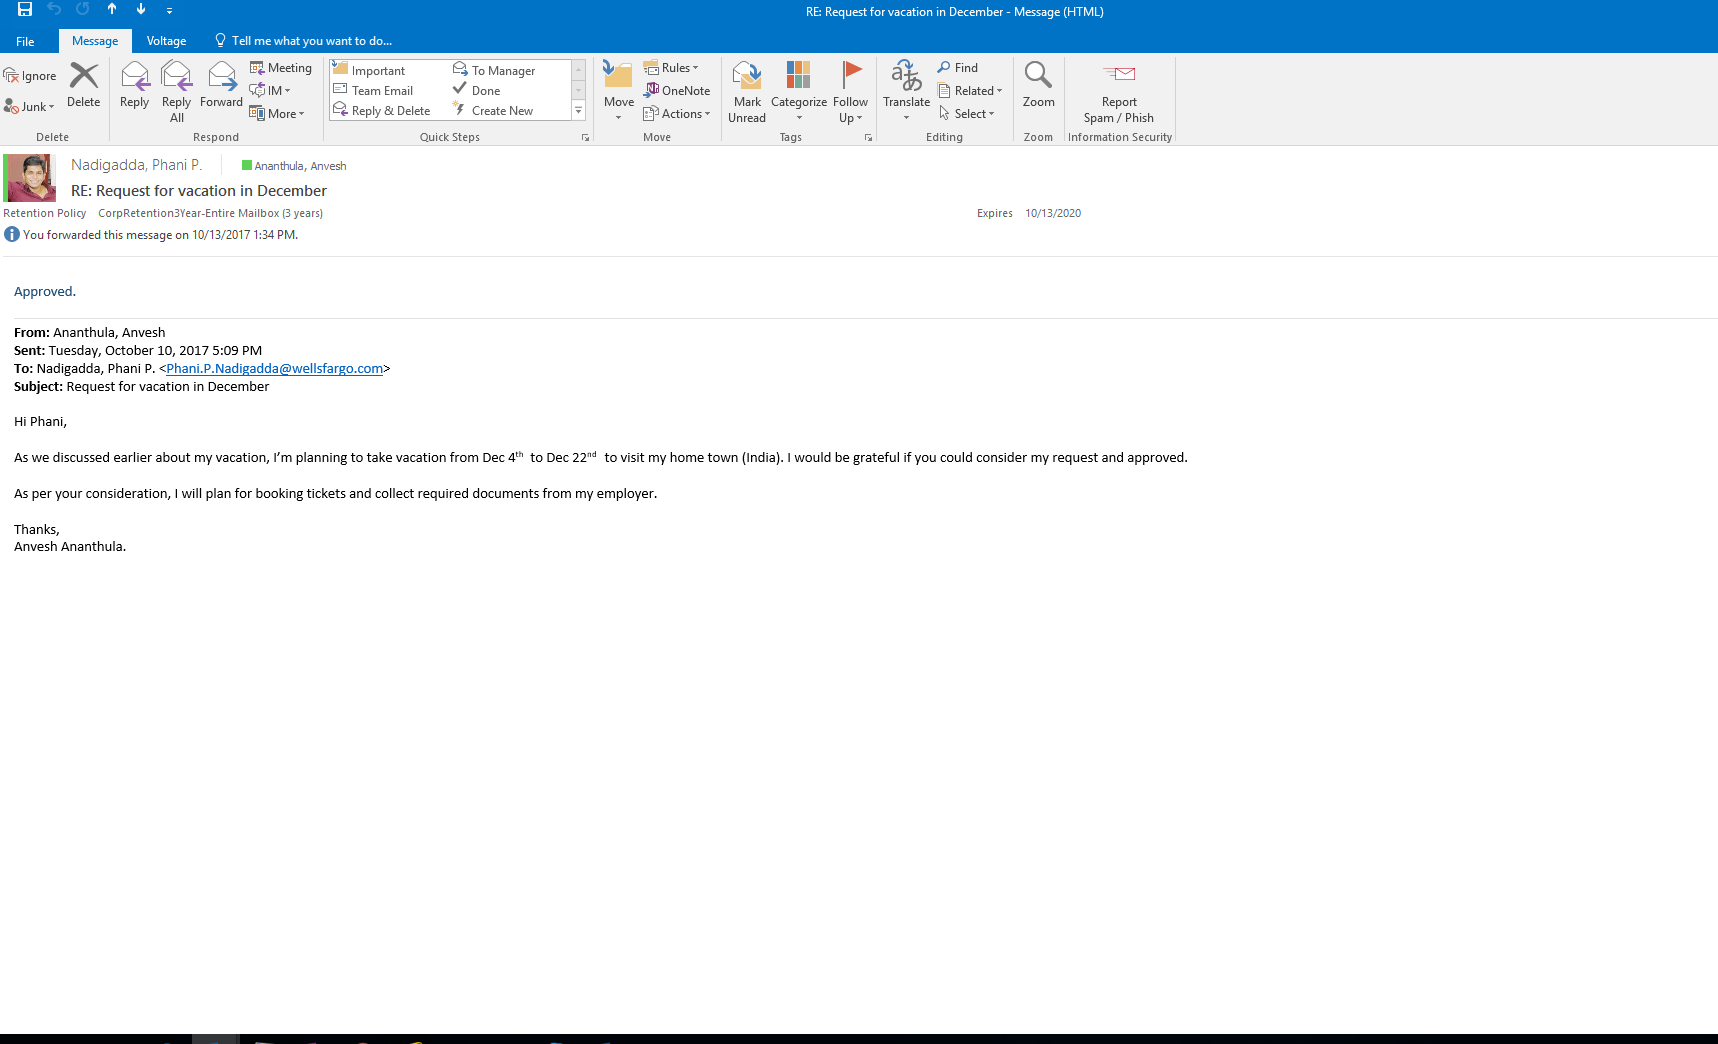 RE: Request for vacation in December - Message (HTML)
File Message Voltage Tell me what you want to do...
Ignore
Junk
Delete
Delete
Reply
Reply All
Forward
Meeting
IM
More
Respond
Important
Team Email
Reply & Delete
To Manager
Done
Create New
Quick Steps
Move
Rules
OneNote
Actions
Move
Mark Unread
Categorize
Follow Up
Tags
Translate
Find
Related
Select
Editing
Zoom
Zoom
Report Spam / Phish
Information Security
Nadigadda, Phani P. Ananthula, Anvesh
RE: Request for vacation in December
Retention Policy CorpRetention3Year-Entire Mailbox (3 years) Expires 10/13/2020
You forwarded this message on 10/13/2017 1:34 PM.
Approved.
From: Ananthula, Anvesh
Sent: Tuesday, October 10, 2017 5:09 PM
To: Nadigadda, Phani P. <Phani.P.Nadigadda@wellsfargo.com>
Subject: Request for vacation in December
Hi Phani,
As we discussed earlier about my vacation, I'm planning to take vacation from Dec 4th to Dec 22nd to visit my home town (India). I would be grateful if you could consider my request and approved.
As per your consideration, I will plan for booking tickets and collect required documents from my employer.
Thanks,
Anvesh Ananthula.